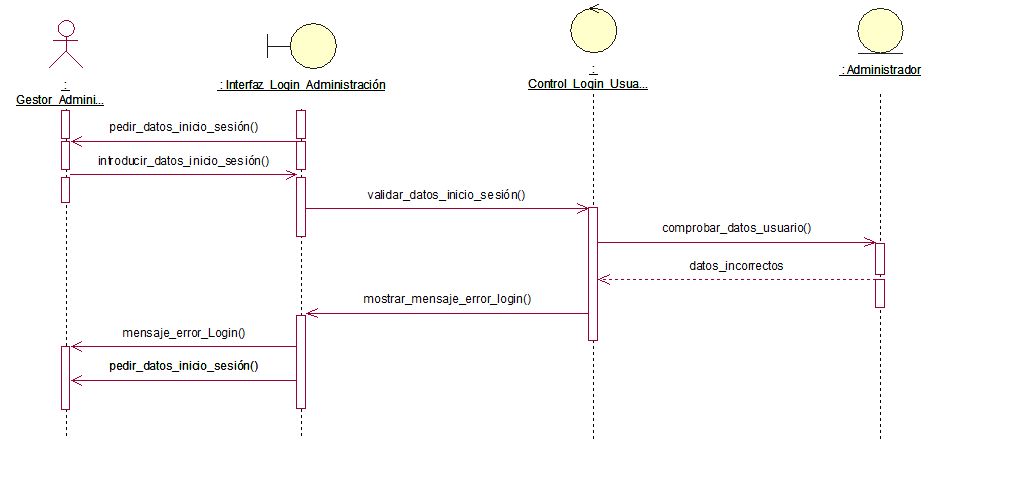 :
Gestor_Admini...
: Interfaz_Login_Administración
:
Control_Login_Usua...
: Administrador
pedir_datos_inicio_sesión()
introducir_datos_inicio_sesión()
validar_datos_inicio_sesión()
comprobar_datos_usuario()
datos_incorrectos
mostrar_mensaje_error_login()
mensaje_error_Login()
pedir_datos_inicio_sesión()